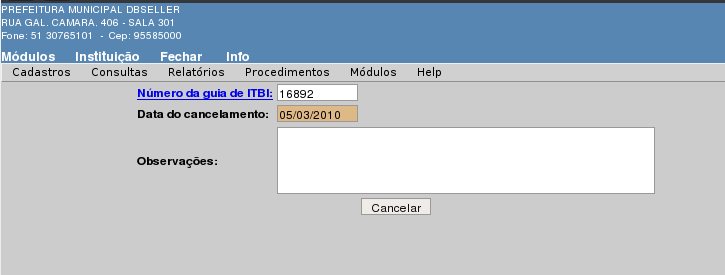 PREFEITURA MUNICIPAL DBSELLER
RUA GAL. CAMARA. 406 - SALA 301
Fone: 51 30765101 - Cep: 95585000
Módulos Instituição Fechar Info
Cadastros Consultas Relatórios Procedimentos Módulos Help
Número da guia de ITBI: 16892
Data do cancelamento: 05/03/2010
Observações:
Cancelar